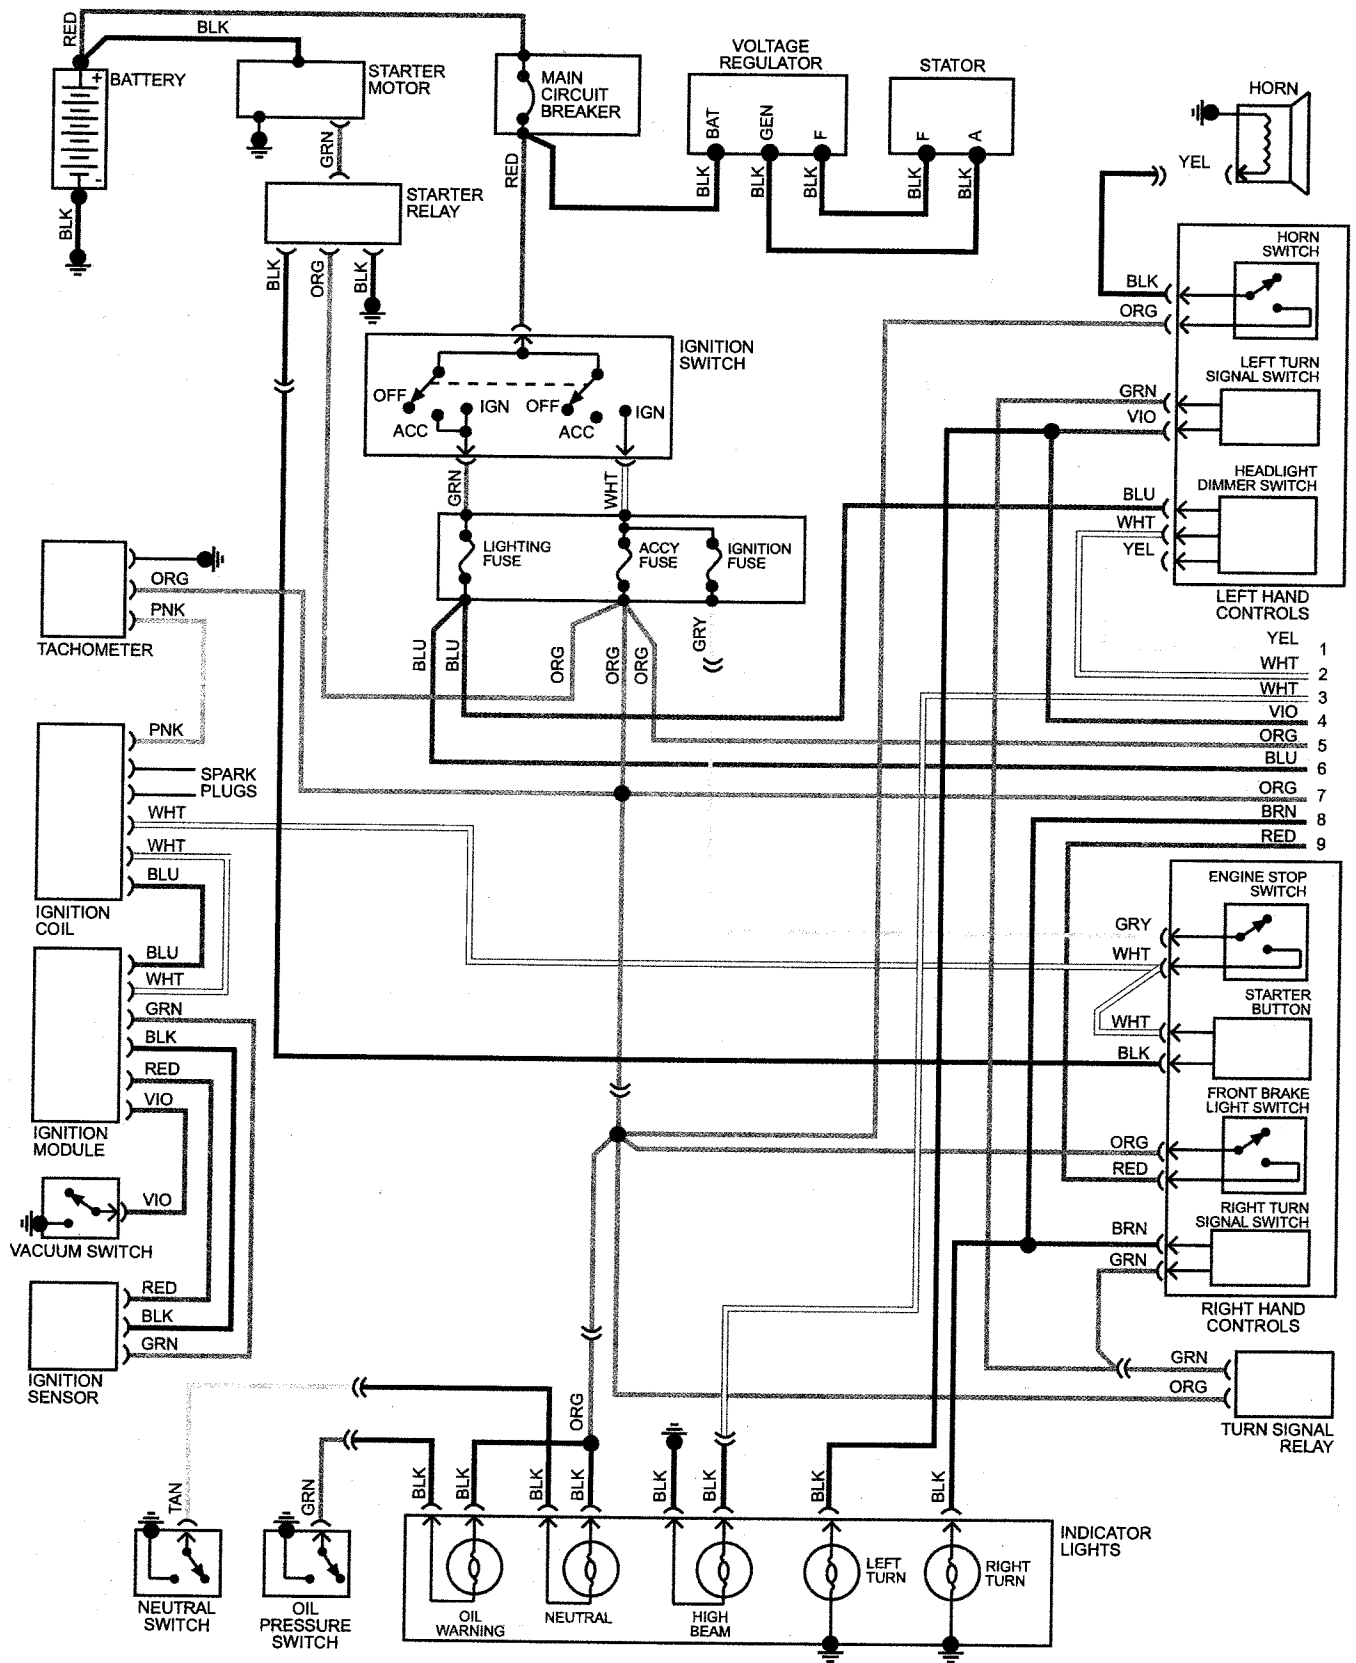 RED
BLK
BATTERY
+
-
BLK
STARTER
MOTOR
GRN
STARTER
RELAY
BLK
ORG
BLK
MAIN
CIRCUIT
BREAKER
RED
VOLTAGE
REGULATOR
BAT
GEN
F
BLK
BLK
BLK
STATOR
F
A
BLK
BLK
HORN
YEL
HORN
SWITCH
BLK
ORG
LEFT TURN
SIGNAL SWITCH
GRN
VIO
HEADLIGHT
DIMMER SWITCH
BLU
WHT
YEL
LEFT HAND
CONTROLS
IGNITION
SWITCH
OFF
IGN
ACC
OFF
IGN
ACC
GRN
WHT
LIGHTING
FUSE
ACCY
FUSE
IGNITION
FUSE
BLU
BLU
ORG
ORG
ORG
GRY
YEL 1
WHT 2
WHT 3
VIO 4
ORG 5
BLU 6
ORG 7
BRN 8
RED 9
TACHOMETER
ORG
PNK
PNK
SPARK
PLUGS
WHT
WHT
BLU
IGNITION
COIL
BLU
WHT
GRN
BLK
RED
VIO
IGNITION
MODULE
VIO
VACUUM SWITCH
RED
BLK
GRN
IGNITION
SENSOR
ENGINE STOP
SWITCH
GRY
WHT
STARTER
BUTTON
WHT
BLK
FRONT BRAKE
LIGHT SWITCH
ORG
RED
RIGHT TURN
SIGNAL SWITCH
BRN
GRN
RIGHT HAND
CONTROLS
GRN
ORG
TURN SIGNAL
RELAY
TAN
NEUTRAL
SWITCH
GRN
OIL
PRESSURE
SWITCH
ORG
BLK
BLK
BLK
BLK
BLK
BLK
BLK
BLK
OIL
WARNING
NEUTRAL
HIGH
BEAM
LEFT
TURN
RIGHT
TURN
INDICATOR
LIGHTS